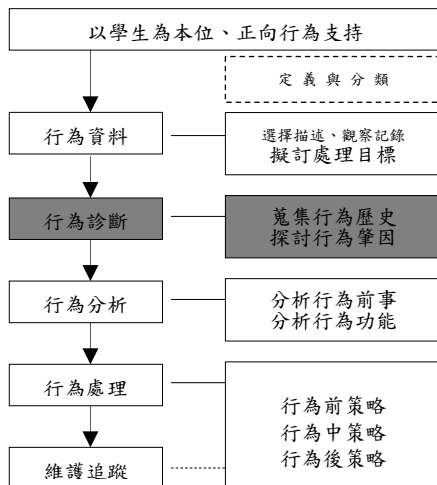 以學生為本位、正向行為支持
定義與分類
行為資料
選擇描述、觀察記錄
擬訂處理目標
行為診斷
蒐集行為歷史
探討行為肇因
行為分析
分析行為前事
分析行為功能
行為處理
行為前策略
行為中策略
行為後策略
維護追蹤